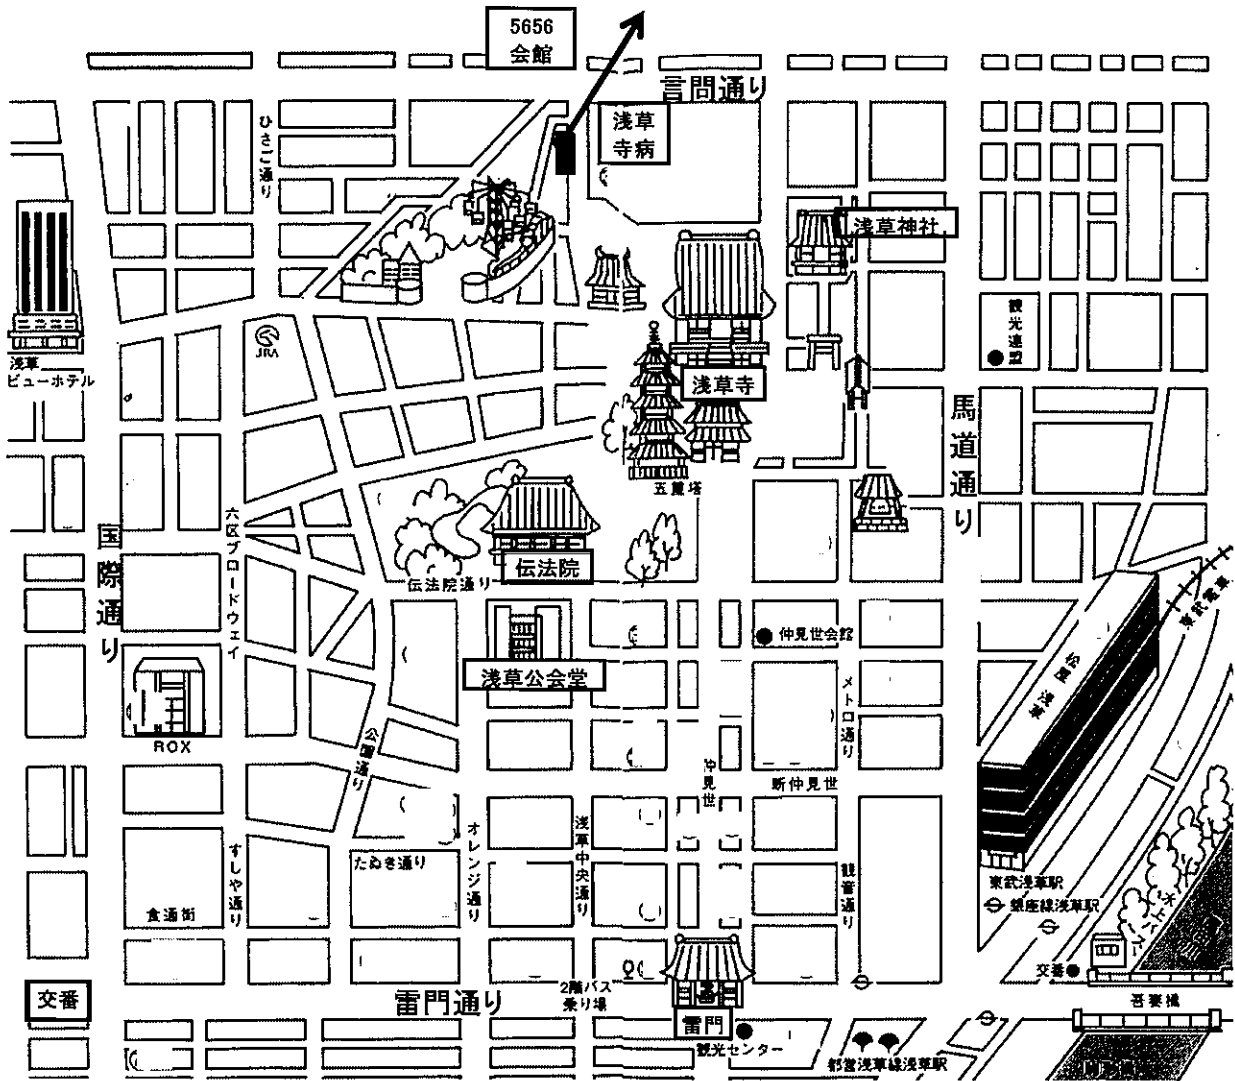 5656
会館
言問通り
浅草
寺病
ひさご通り
浅草神社
観光連盟
JRA
浅草
ビューホテル
浅草寺
馬道通り
五重塔
六区ブロードウェイ
国際通り
伝法院
伝法院通り
東武電車
仲見世会館
浅草公会堂
松屋浅草
メトロ通り
ROX
公園通り
仲見世
新仲見世
オレンジ通り
浅草中央通り
すしや通り
たぬき通り
観音通り
食通街
東武浅草駅
銀座線浅草駅
水上バス
交番
交番
2階バス
乗り場
雷門通り
吾妻橋
雷門
観光センター
都営浅草線浅草駅